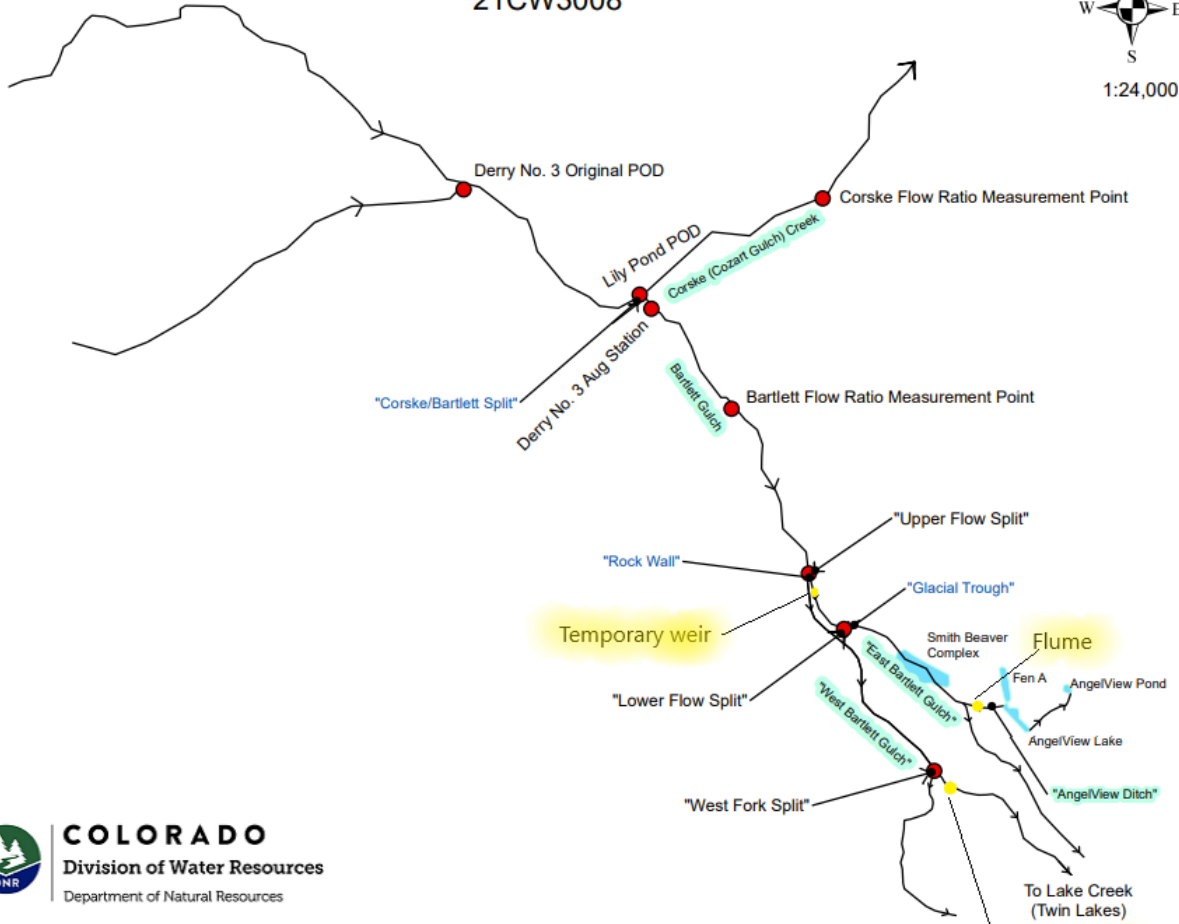 21CW3008
W
E
S
1:24,000
Derry No. 3 Original POD
Corske Flow Ratio Measurement Point
Lily Pond POD
Corske (Cozart Gulch) Creek
Derry No. 3 Aug Station
"Corske/Bartlett Split"
Bartlett Gulch
Bartlett Flow Ratio Measurement Point
"Upper Flow Split"
"Rock Wall"
"Glacial Trough"
Temporary weir
Smith Beaver
Complex
Flume
"East Bartlett Gulch"
Fen A
AngelView Pond
"Lower Flow Split"
"West Bartlett Gulch"
AngelView Lake
"AngelView Ditch"
"West Fork Split"
To Lake Creek
(Twin Lakes)
COLORADO
Division of Water Resources
Department of Natural Resources